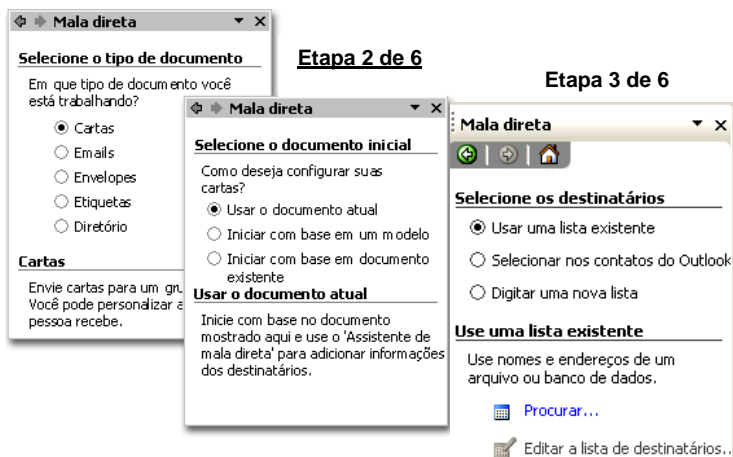 Mala direta
Selecione o tipo de documento
Em que tipo de documento você
está trabalhando?
Cartas
Emails
Envelopes
Etiquetas
Diretório
Cartas
Envie cartas para um gru
Você pode personalizar a
pessoa recebe.
Etapa 2 de 6
Mala direta
Selecione o documento inicial
Como deseja configurar suas
cartas?
Usar o documento atual
Iniciar com base em um modelo
Iniciar com base em documento
existente
Usar o documento atual
Inicie com base no documento
mostrado aqui e use o 'Assistente de
mala direta' para adicionar informações
dos destinatários.
Etapa 3 de 6
Mala direta
Selecione os destinatários
Usar uma lista existente
Selecionar nos contatos do Outlook
Digitar uma nova lista
Use uma lista existente
Use nomes e endereços de um
arquivo ou banco de dados.
Procurar...
Editar a lista de destinatários..